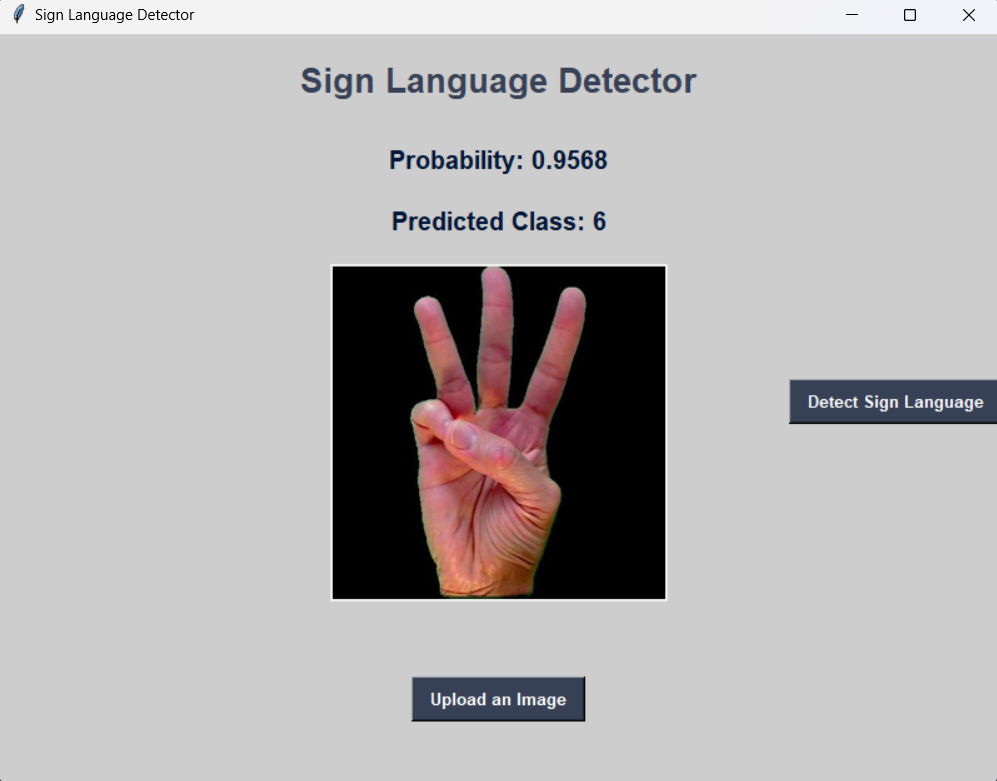 Sign Language Detector
Sign Language Detector
Probability: 0.9568
Predicted Class: 6
Detect Sign Language
Upload an Image